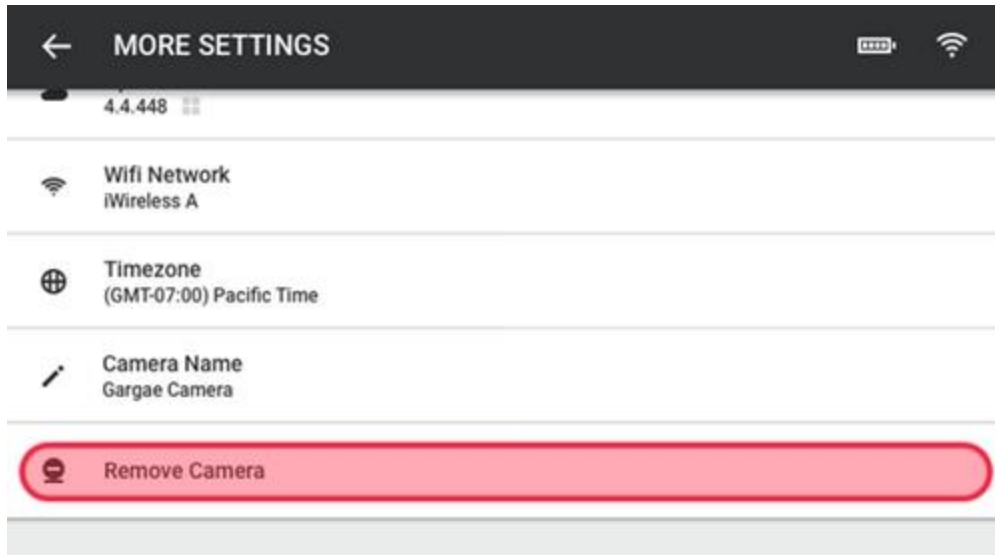 MORE SETTINGS
4.4.448
Wifi Network
iWireless A
Timezone
(GMT-07:00) Pacific Time
Camera Name
Gargae Camera
Remove Camera